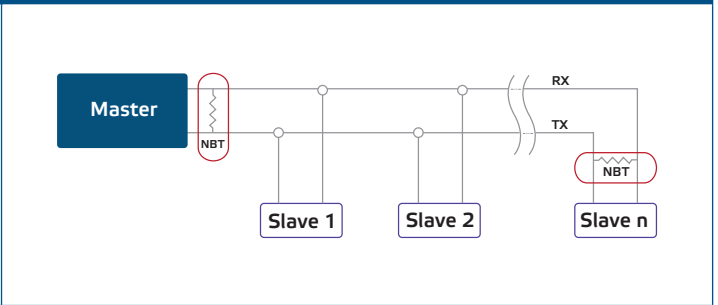 Master
NBT
RX
TX
NBT
Slave 1
Slave 2
Slave n